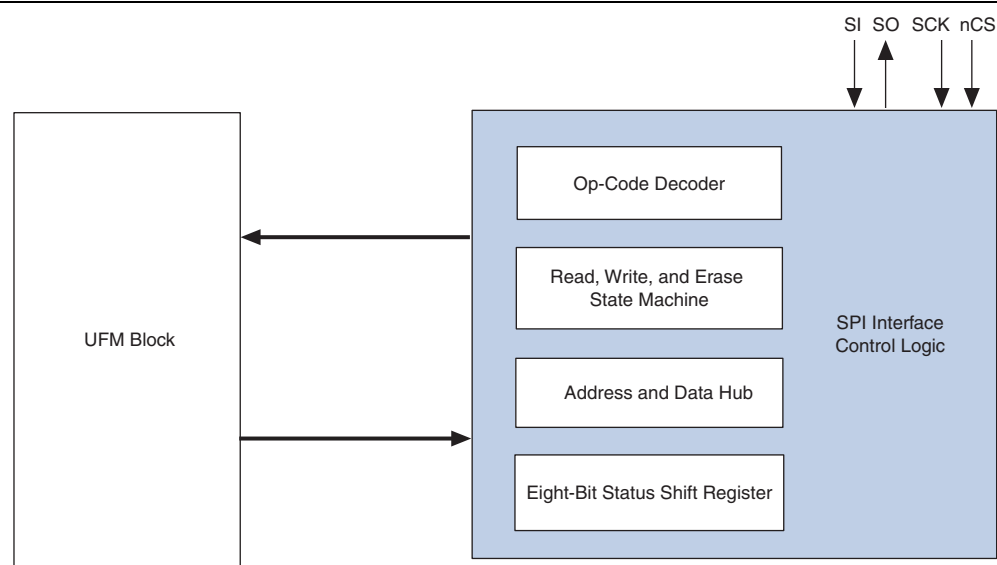 SI SO SCK nCS
Op-Code Decoder
Read, Write, and Erase
State Machine
UFM Block
SPI Interface
Control Logic
Address and Data Hub
Eight-Bit Status Shift Register